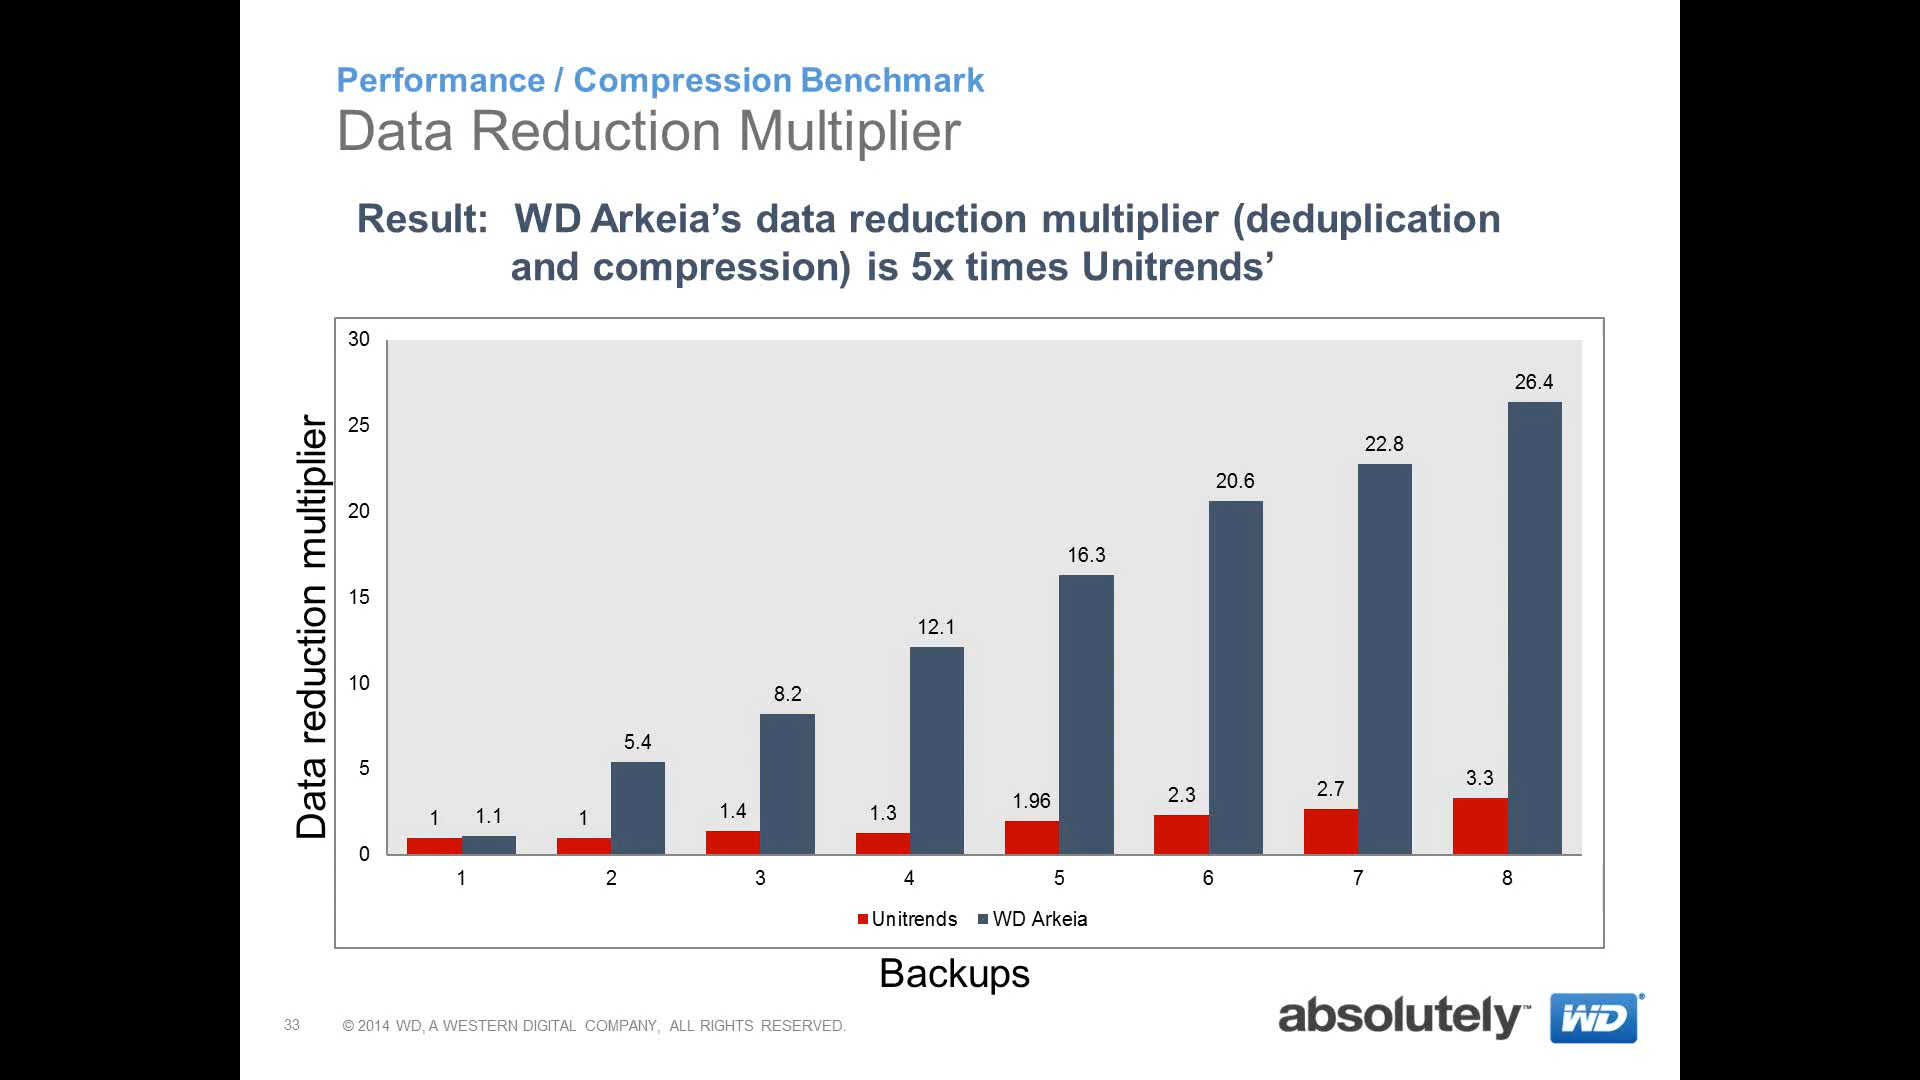 Performance / Compression Benchmark
Data Reduction Multiplier
Result: WD Arkeia’s data reduction multiplier (deduplication
and compression) is 5x times Unitrends’
Data reduction multiplier
30
25
20
15
10
5
0
1
1.1
1
5.4
1.4
8.2
1.3
12.1
1.96
16.3
2.3
20.6
2.7
22.8
3.3
26.4
1 2 3 4 5 6 7 8
Unitrends WD Arkeia
Backups
33 © 2014 WD, A WESTERN DIGITAL COMPANY, ALL RIGHTS RESERVED.
absolutely™ WD®